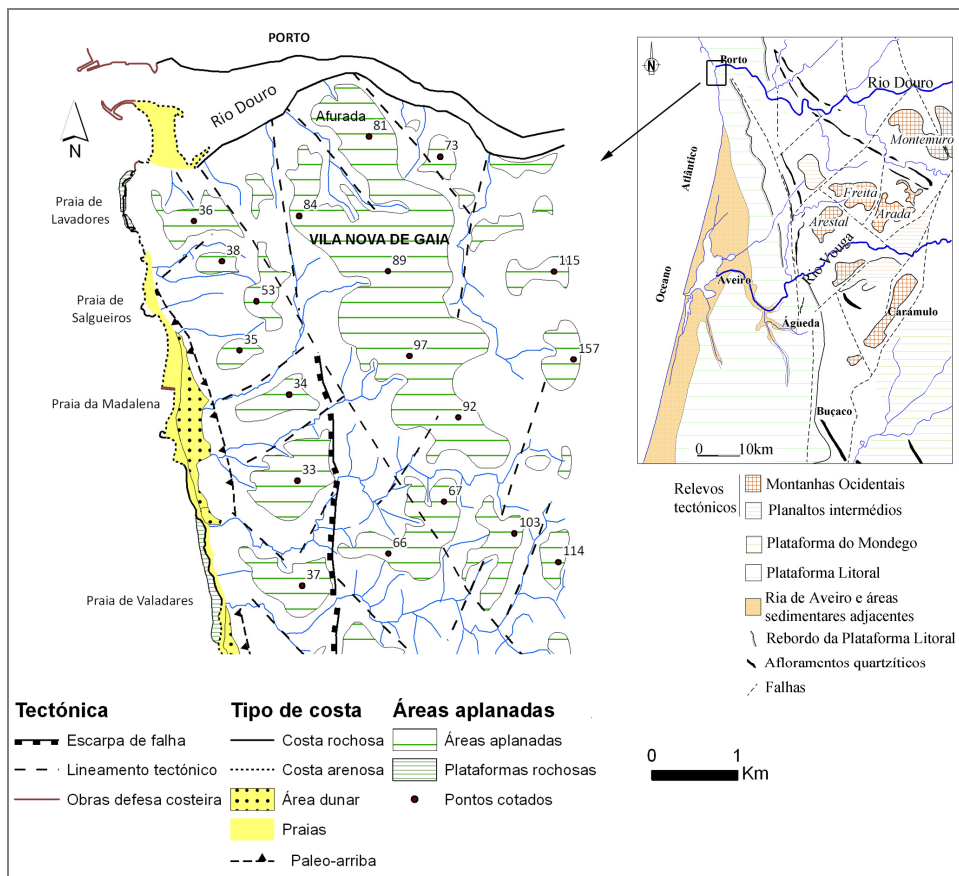 PORTO
N
Rio Douro
Afurada
81
73
Praia de
Lavadores
36
84
VILA NOVA DE GAIA
38
89
115
53
Praia de
Salgueiros
35
97
157
34
Praia da Madalena
92
33
67
103
66
114
37
Praia de Valadares
N
Porto
Rio Douro
Montemuro
Atlântico
Freita
Arada
Arestal
Rio Vouga
Oceano
Aveiro
Águeda
Carámulo
Buçaco
0 10km
Relevos
tectónicos
Montanhas Ocidentais
Planaltos intermédios
Plataforma do Mondego
Plataforma Litoral
Ria de Aveiro e áreas
sedimentares adjacentes
Rebordo da Plataforma Litoral
Afloramentos quartzíticos
Falhas
Tectónica
Escarpa de falha
Lineamento tectónico
Obras defesa costeira
Tipo de costa
Costa rochosa
Costa arenosa
Área dunar
Praias
Paleo-arriba
Áreas aplanadas
Áreas aplanadas
Plataformas rochosas
Pontos cotados
0 1
Km